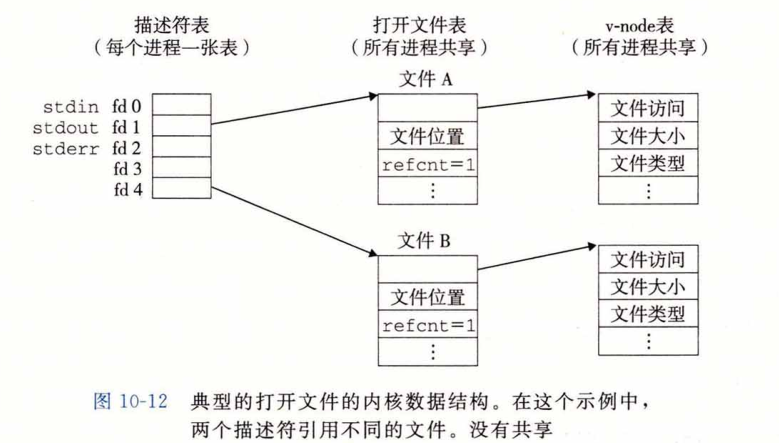 描述符表
(每个进程一张表)
打开文件表
(所有进程共享)
v-node表
(所有进程共享)
stdin fd 0
stdout fd 1
stderr fd 2
fd 3
fd 4
文件 A
文件位置
refcnt=1
⋮
文件访问
文件大小
文件类型
⋮
文件 B
文件位置
refcnt=1
⋮
文件访问
文件大小
文件类型
⋮
图 10-12 典型的打开文件的内核数据结构。在这个示例中，
两个描述符引用不同的文件。没有共享